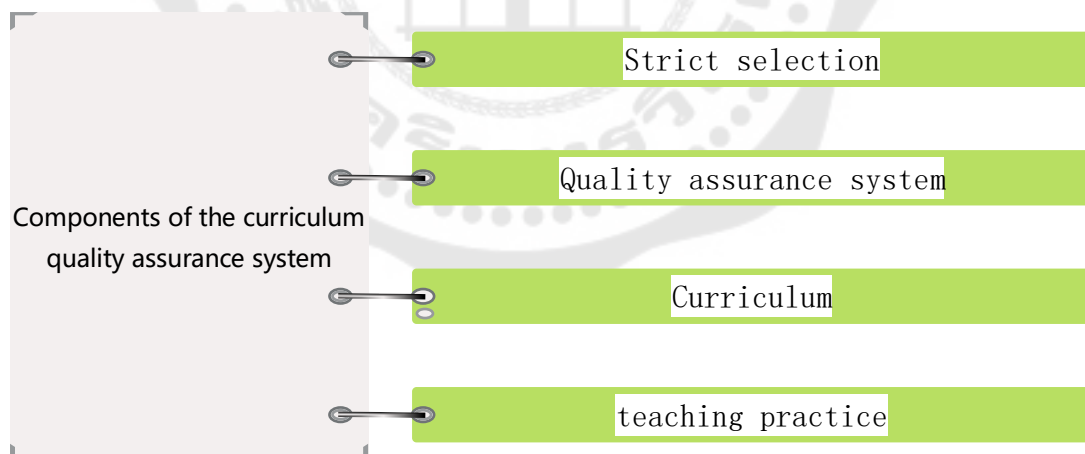 Strict selection
Quality assurance system
Components of the curriculum
quality assurance system
Curriculum
teaching practice